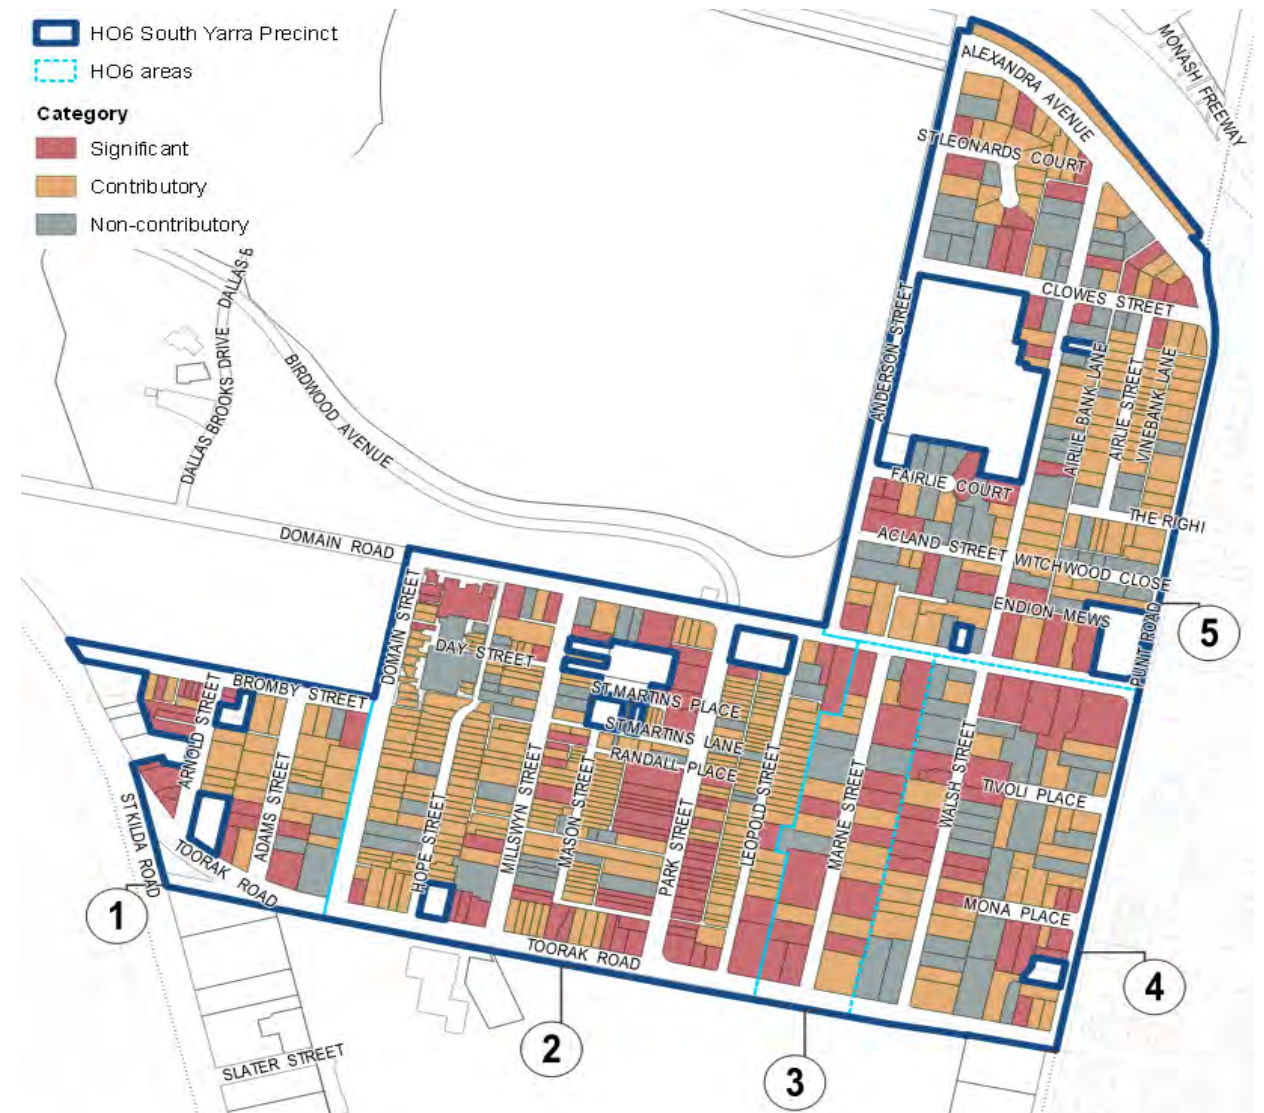 HO6 South Yarra Precinct
HO6 areas
Category
Significant
Contributory
Non-contributory
MONASH FREEWAY
ALEXANDRA AVENUE
ST LEONARDS COURT
CLOWES STREET
ANDERSON STREET
AIRLIE BANK LANE
AIRLIE STREET
VINEBANK LANE
DALLAS B
DALLAS BROOKS DRIVE
BIRDWOOD AVENUE
FAIRLIE COURT
THE RIGHI
ACLAND STREET
WITCHWOOD CLOSE
DOMAIN ROAD
ENDION MEWS
PUNT ROAD
5
DOMAIN STREET
DAY STREET
BROMBY STREET
ARNOLD STREET
ADAMS STREET
ST MARTINS PLACE
ST MARTINS LANE
RANDALL PLACE
HOPE STREET
MILLSWYN STREET
MASON STREET
PARK STREET
LEOPOLD STREET
MARNE STREET
WALSH STREET
TIVOLI PLACE
MONA PLACE
ST KILDA ROAD
TOORAK ROAD
TOORAK ROAD
1
2
3
4
SLATER STREET